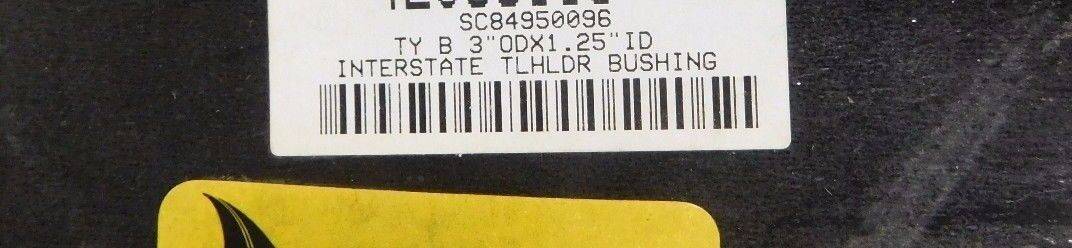 SC84950096
TY B 3"ODX1.25"ID
INTERSTATE TLHLDR BUSHING